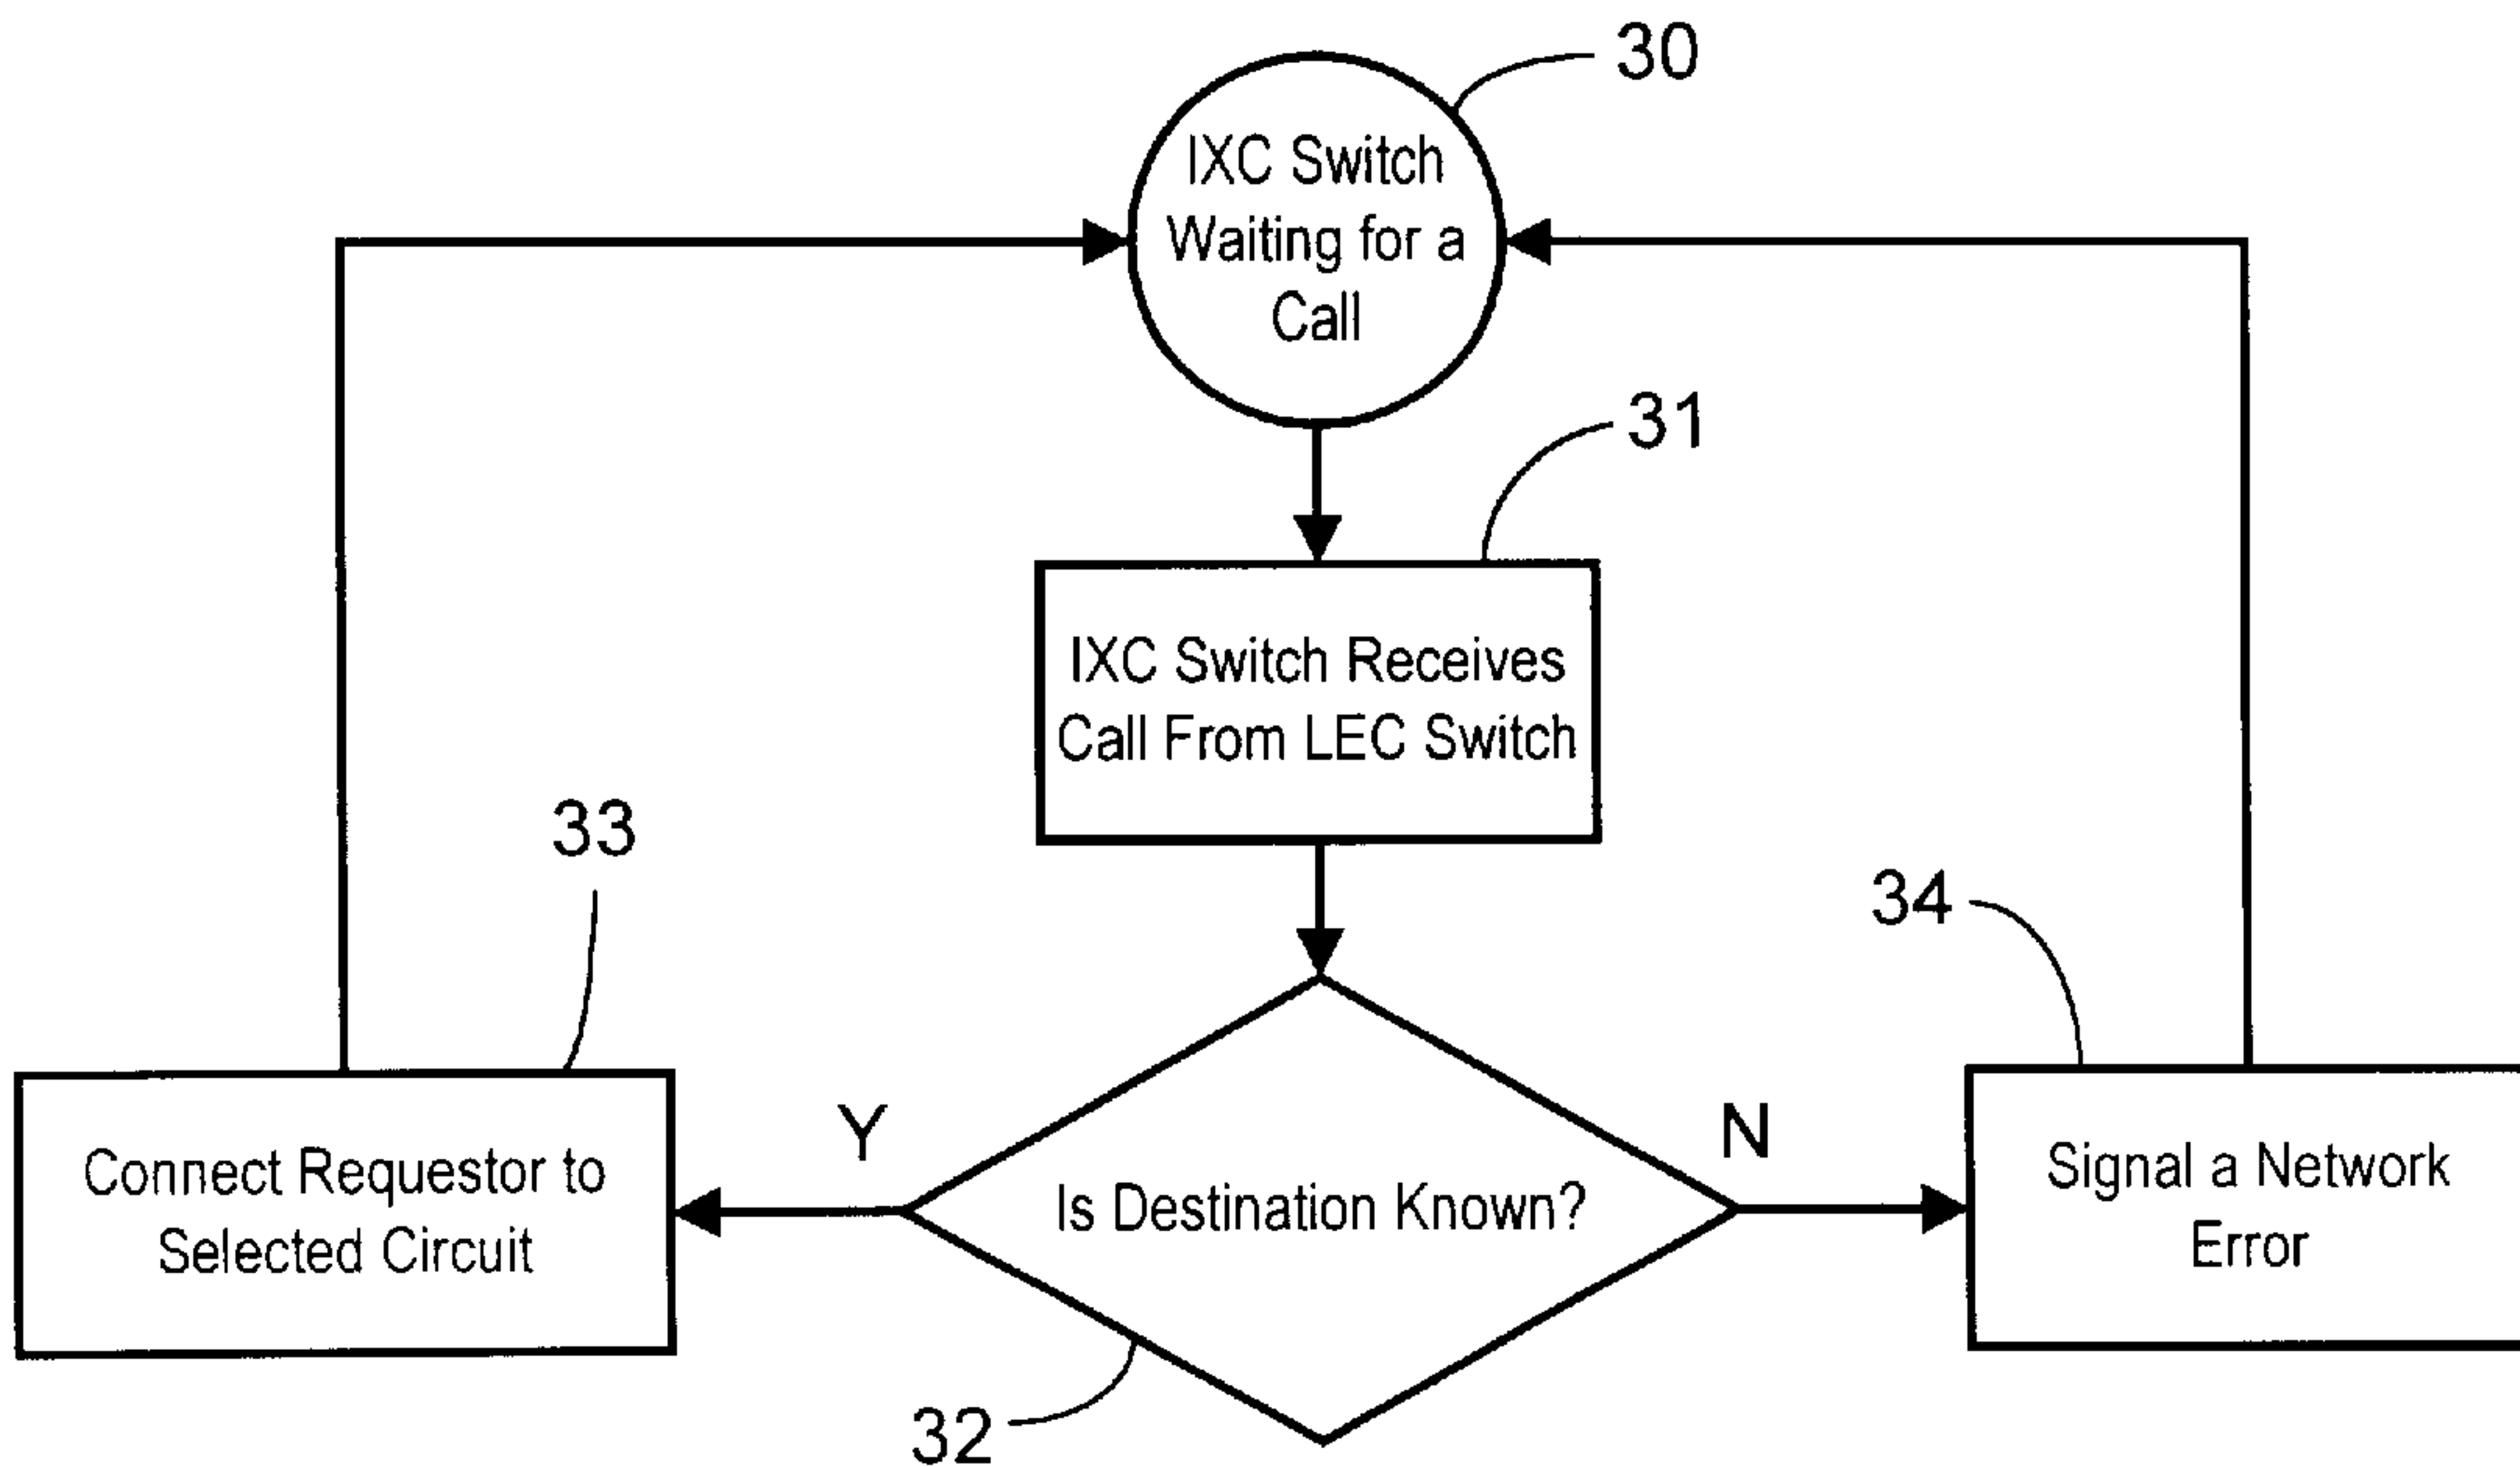 30
IXC Switch
Waiting for a
Call
31
IXC Switch Receives
Call From LEC Switch
33
34
Y
N
Connect Requestor to
Selected Circuit
Is Destination Known?
Signal a Network
Error
32